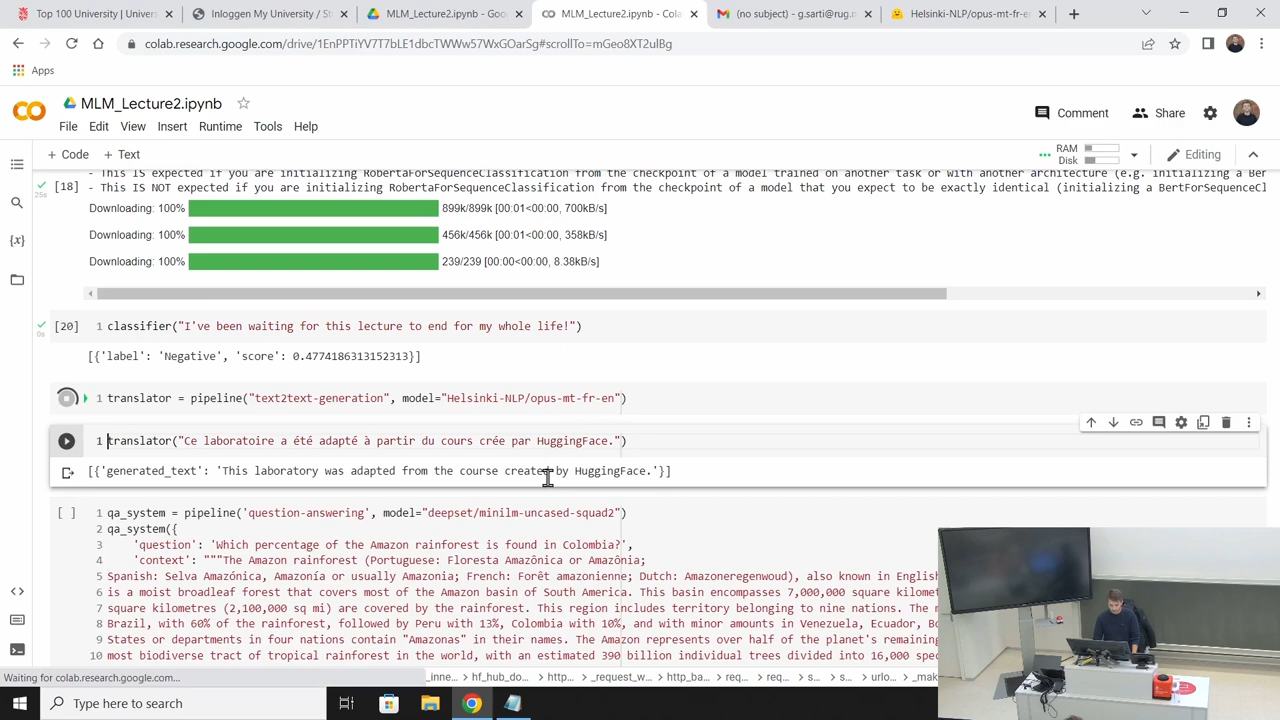 Top 100 University | Univers
Inloggen My University / St
MLM_Lecture2.ipynb - Goo
MLM_Lecture2.ipynb - Cola
(no subject) - g.sarti@rug.n
Helsinki-NLP/opus-mt-fr-en
colab.research.google.com/drive/1EnPPTiYV7T7bLE1dbcTWWw57WxGOarSg#scrollTo=mGeo8XT2ulBg
Apps
MLM_Lecture2.ipynb
Comment
Share
File Edit View Insert Runtime Tools Help
+ Code + Text
RAM
Disk
Editing
- This IS expected if you are initializing RobertaForSequenceClassification from the checkpoint of a model trained on another task or with another architecture (e.g. initializing a Ber
[18] - This IS NOT expected if you are initializing RobertaForSequenceClassification from the checkpoint of a model that you expect to be exactly identical (initializing a BertForSequenceCl
25s
Downloading: 100% 899k/899k [00:01<00:00, 700kB/s]
Downloading: 100% 456k/456k [00:01<00:00, 358kB/s]
Downloading: 100% 239/239 [00:00<00:00, 8.38kB/s]
[20] 1 classifier("I've been waiting for this lecture to end for my whole life!")
0s
[{'label': 'Negative', 'score': 0.4774186313152313}]
1 translator = pipeline("text2text-generation", model="Helsinki-NLP/opus-mt-fr-en")
1 translator("Ce laboratoire a été adapté à partir du cours crée par HuggingFace.")
[{'generated_text': 'This laboratory was adapted from the course created by HuggingFace.'}]
[ ] 1 qa_system = pipeline('question-answering', model="deepset/minilm-uncased-squad2")
2 qa_system({
3 'question': 'Which percentage of the Amazon rainforest is found in Colombia?',
4 'context': """The Amazon rainforest (Portuguese: Floresta Amazônica or Amazônia;
5 Spanish: Selva Amazónica, Amazonía or usually Amazonia; French: Forêt amazonienne; Dutch: Amazoneregenwoud), also known in English
6 is a moist broadleaf forest that covers most of the Amazon basin of South America. This basin encompasses 7,000,000 square kilomet
7 square kilometres (2,100,000 sq mi) are covered by the rainforest. This region includes territory belonging to nine nations. The m
8 Brazil, with 60% of the rainforest, followed by Peru with 13%, Colombia with 10%, and with minor amounts in Venezuela, Ecuador, Bo
9 States or departments in four nations contain "Amazonas" in their names. The Amazon represents over half of the planet's remaining
10 most biodiverse tract of tropical rainforest in the world, with an estimated 390 billion individual trees divided into 16,000 spec
Waiting for colab.research.google.com...
_inne... > hf_hub_do... > http... > _request_w... > http_ba... > req... > req... > s... > s... > urlo... > _mak
Type here to search